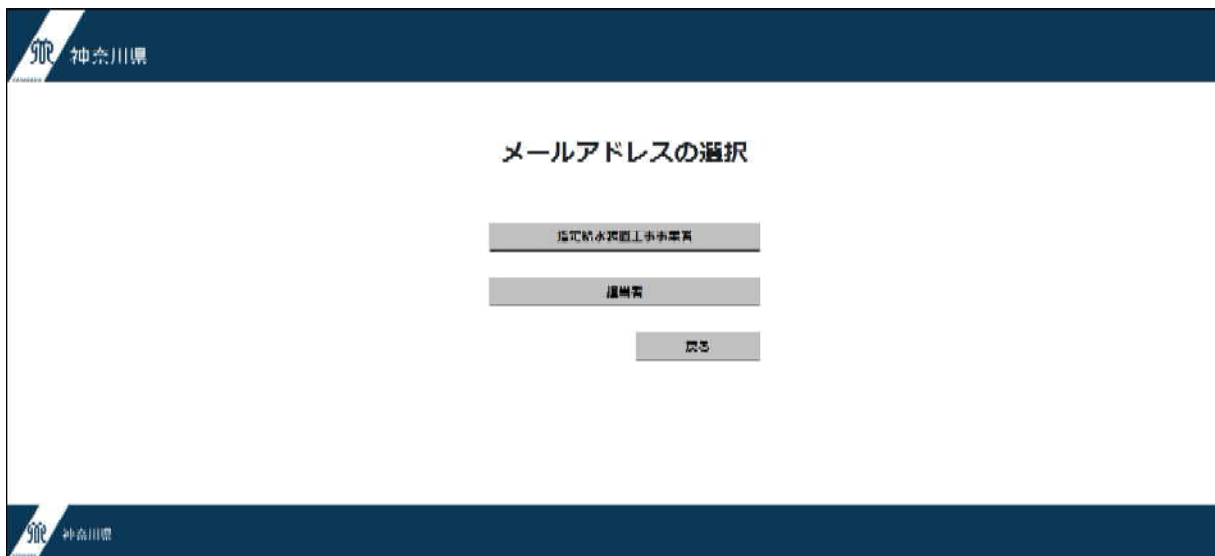 神奈川県
メールアドレスの選択
指定給水装置工事事業者
担当者
戻る
神奈川県